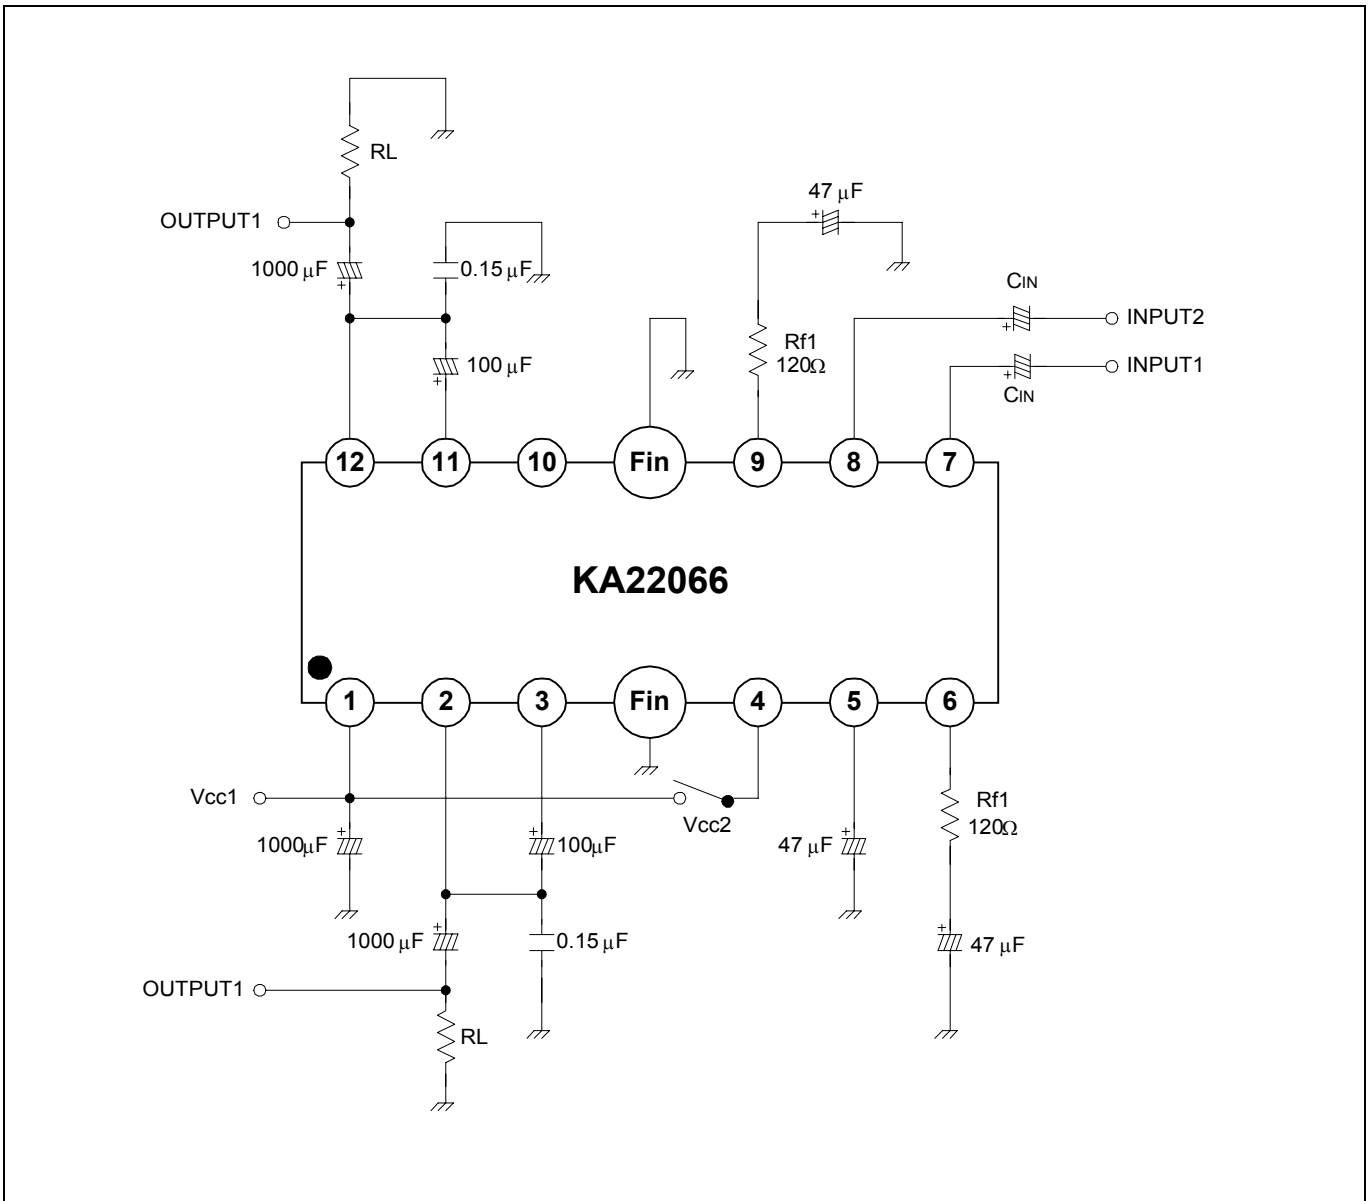 RL
OUTPUT1
47 µF
1000 µF
0.15 µF
CIN
INPUT2
Rf1
120Ω
100 µF
INPUT1
CIN
12
11
10
Fin
9
8
7
KA22066
1
2
3
Fin
4
5
6
Vcc1
Vcc2
Rf1
120Ω
1000µF
100µF
47 µF
1000 µF
0.15 µF
47 µF
OUTPUT1
RL
+
+
+
+
+
+
+
+
+
+
+